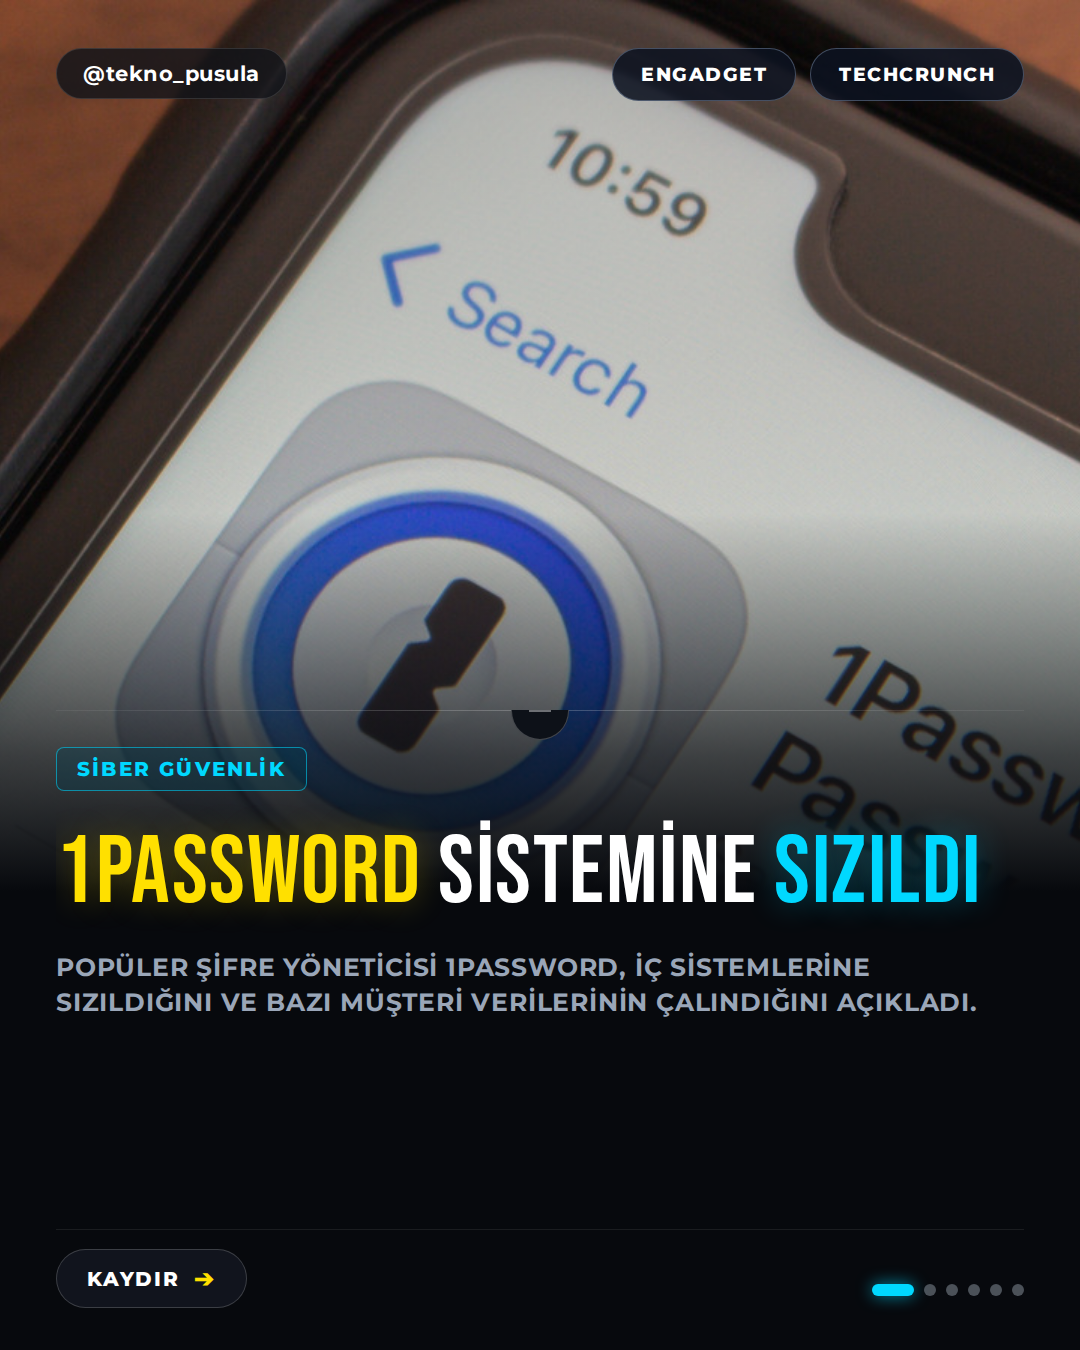 @tekno_pusula
ENGADGET
TECHCRUNCH
10:59
Search
1Passw
Pass
SİBER GÜVENLİK
1PASSWORD SİSTEMİNE SIZILDI
POPÜLER ŞİFRE YÖNETİCİSİ 1PASSWORD, İÇ SİSTEMLERİNE
SIZILDIĞINI VE BAZI MÜŞTERİ VERİLERİNİN ÇALINDIĞINI AÇIKLADI.
KAYDIR ➔